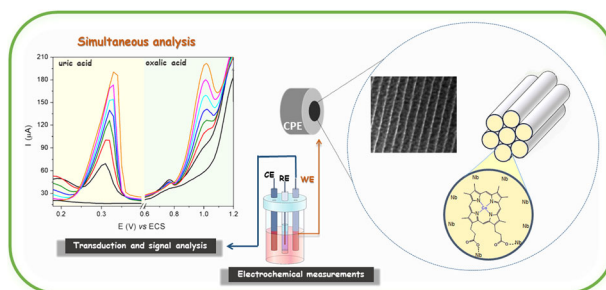 Simultaneous analysis
uric acid
oxalic acid
210
180
150
120
90
60
30
I (µA)
0.2
0.3
0.6
0.8
1.0
1.2
E (V) vs ECS
Transduction and signal analysis
CE
RE
WE
Electrochemical measurements
CPE
Nb
Nb
Nb
Nb
Nb
Nb
Nb
N
N
N
N
O
O
O
O